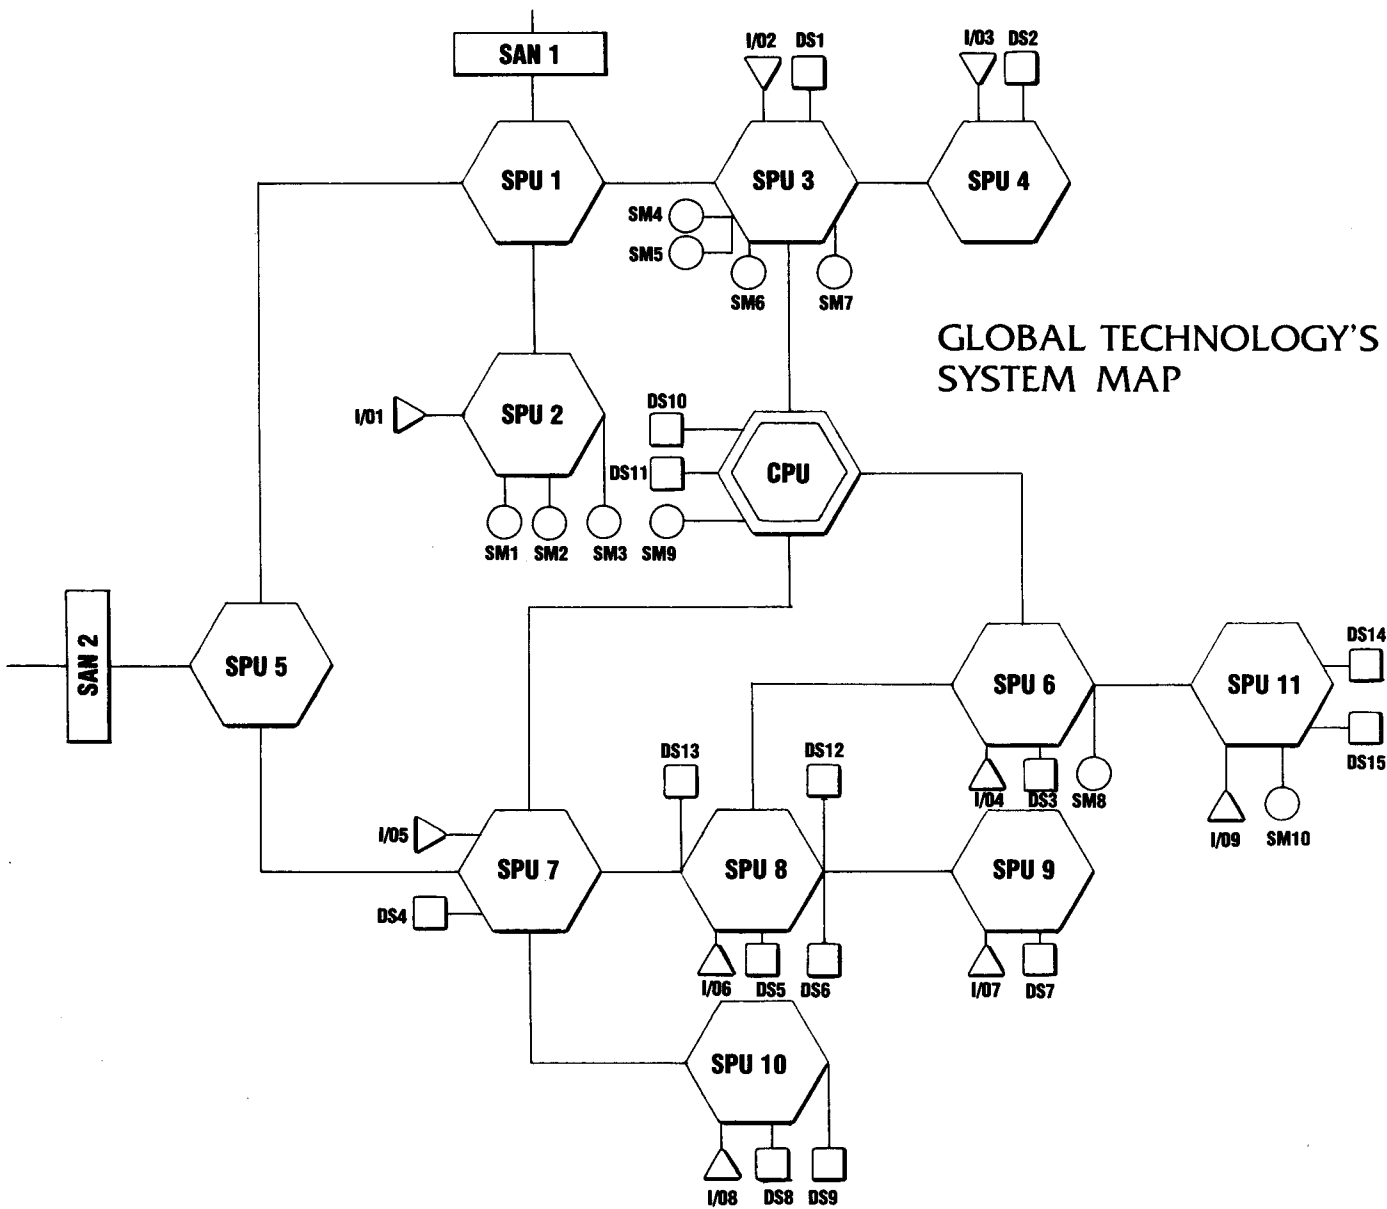 SAN 1
I/02
DS1
I/03
DS2
SPU 1
SPU 3
SPU 4
SM4
SM5
SM6
SM7
GLOBAL TECHNOLOGY'S
SYSTEM MAP
I/01
SPU 2
DS10
DS11
CPU
SM1
SM2
SM3
SM9
SAN 2
SPU 5
SPU 6
SPU 11
DS14
DS15
DS13
DS12
I/04
DS3
SM8
I/09
SM10
I/05
SPU 7
SPU 8
SPU 9
DS4
I/06
DS5
DS6
I/07
DS7
SPU 10
I/08
DS8
DS9